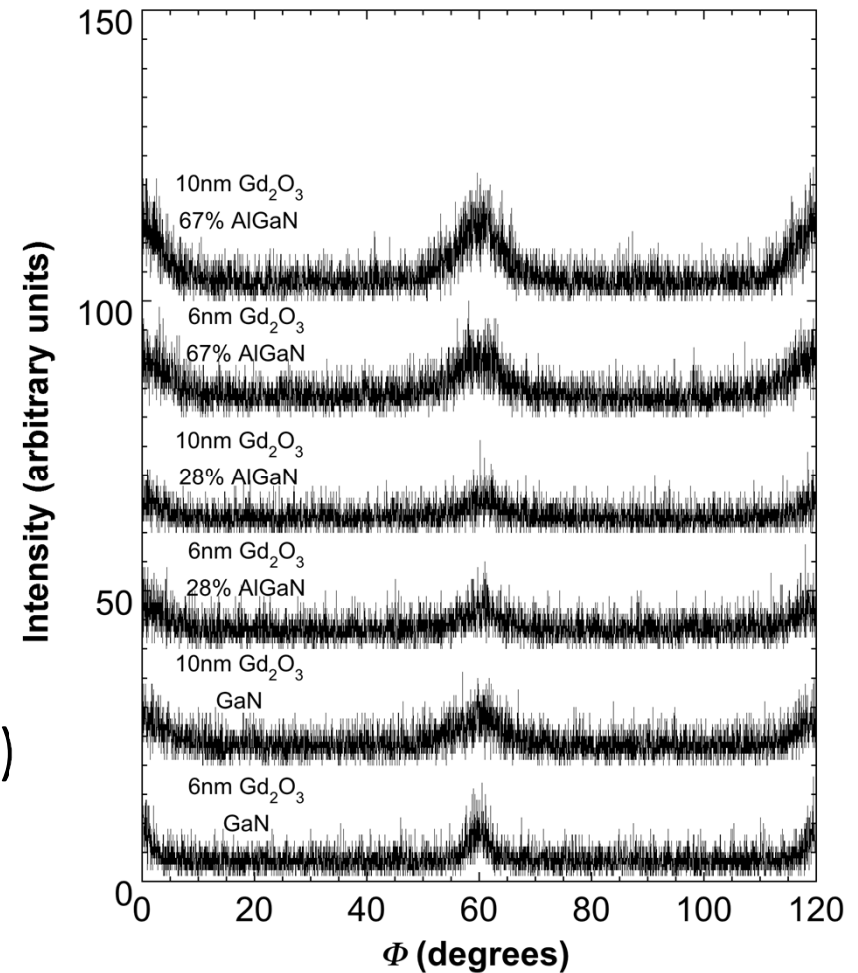 150
10nm Gd₂O₃
67% AlGaN
100
6nm Gd₂O₃
67% AlGaN
10nm Gd₂O₃
28% AlGaN
6nm Gd₂O₃
28% AlGaN
50
10nm Gd₂O₃
GaN
)
6nm Gd₂O₃
GaN
0
0 20 40 60 80 100 120
Φ (degrees)
Intensity (arbitrary units)